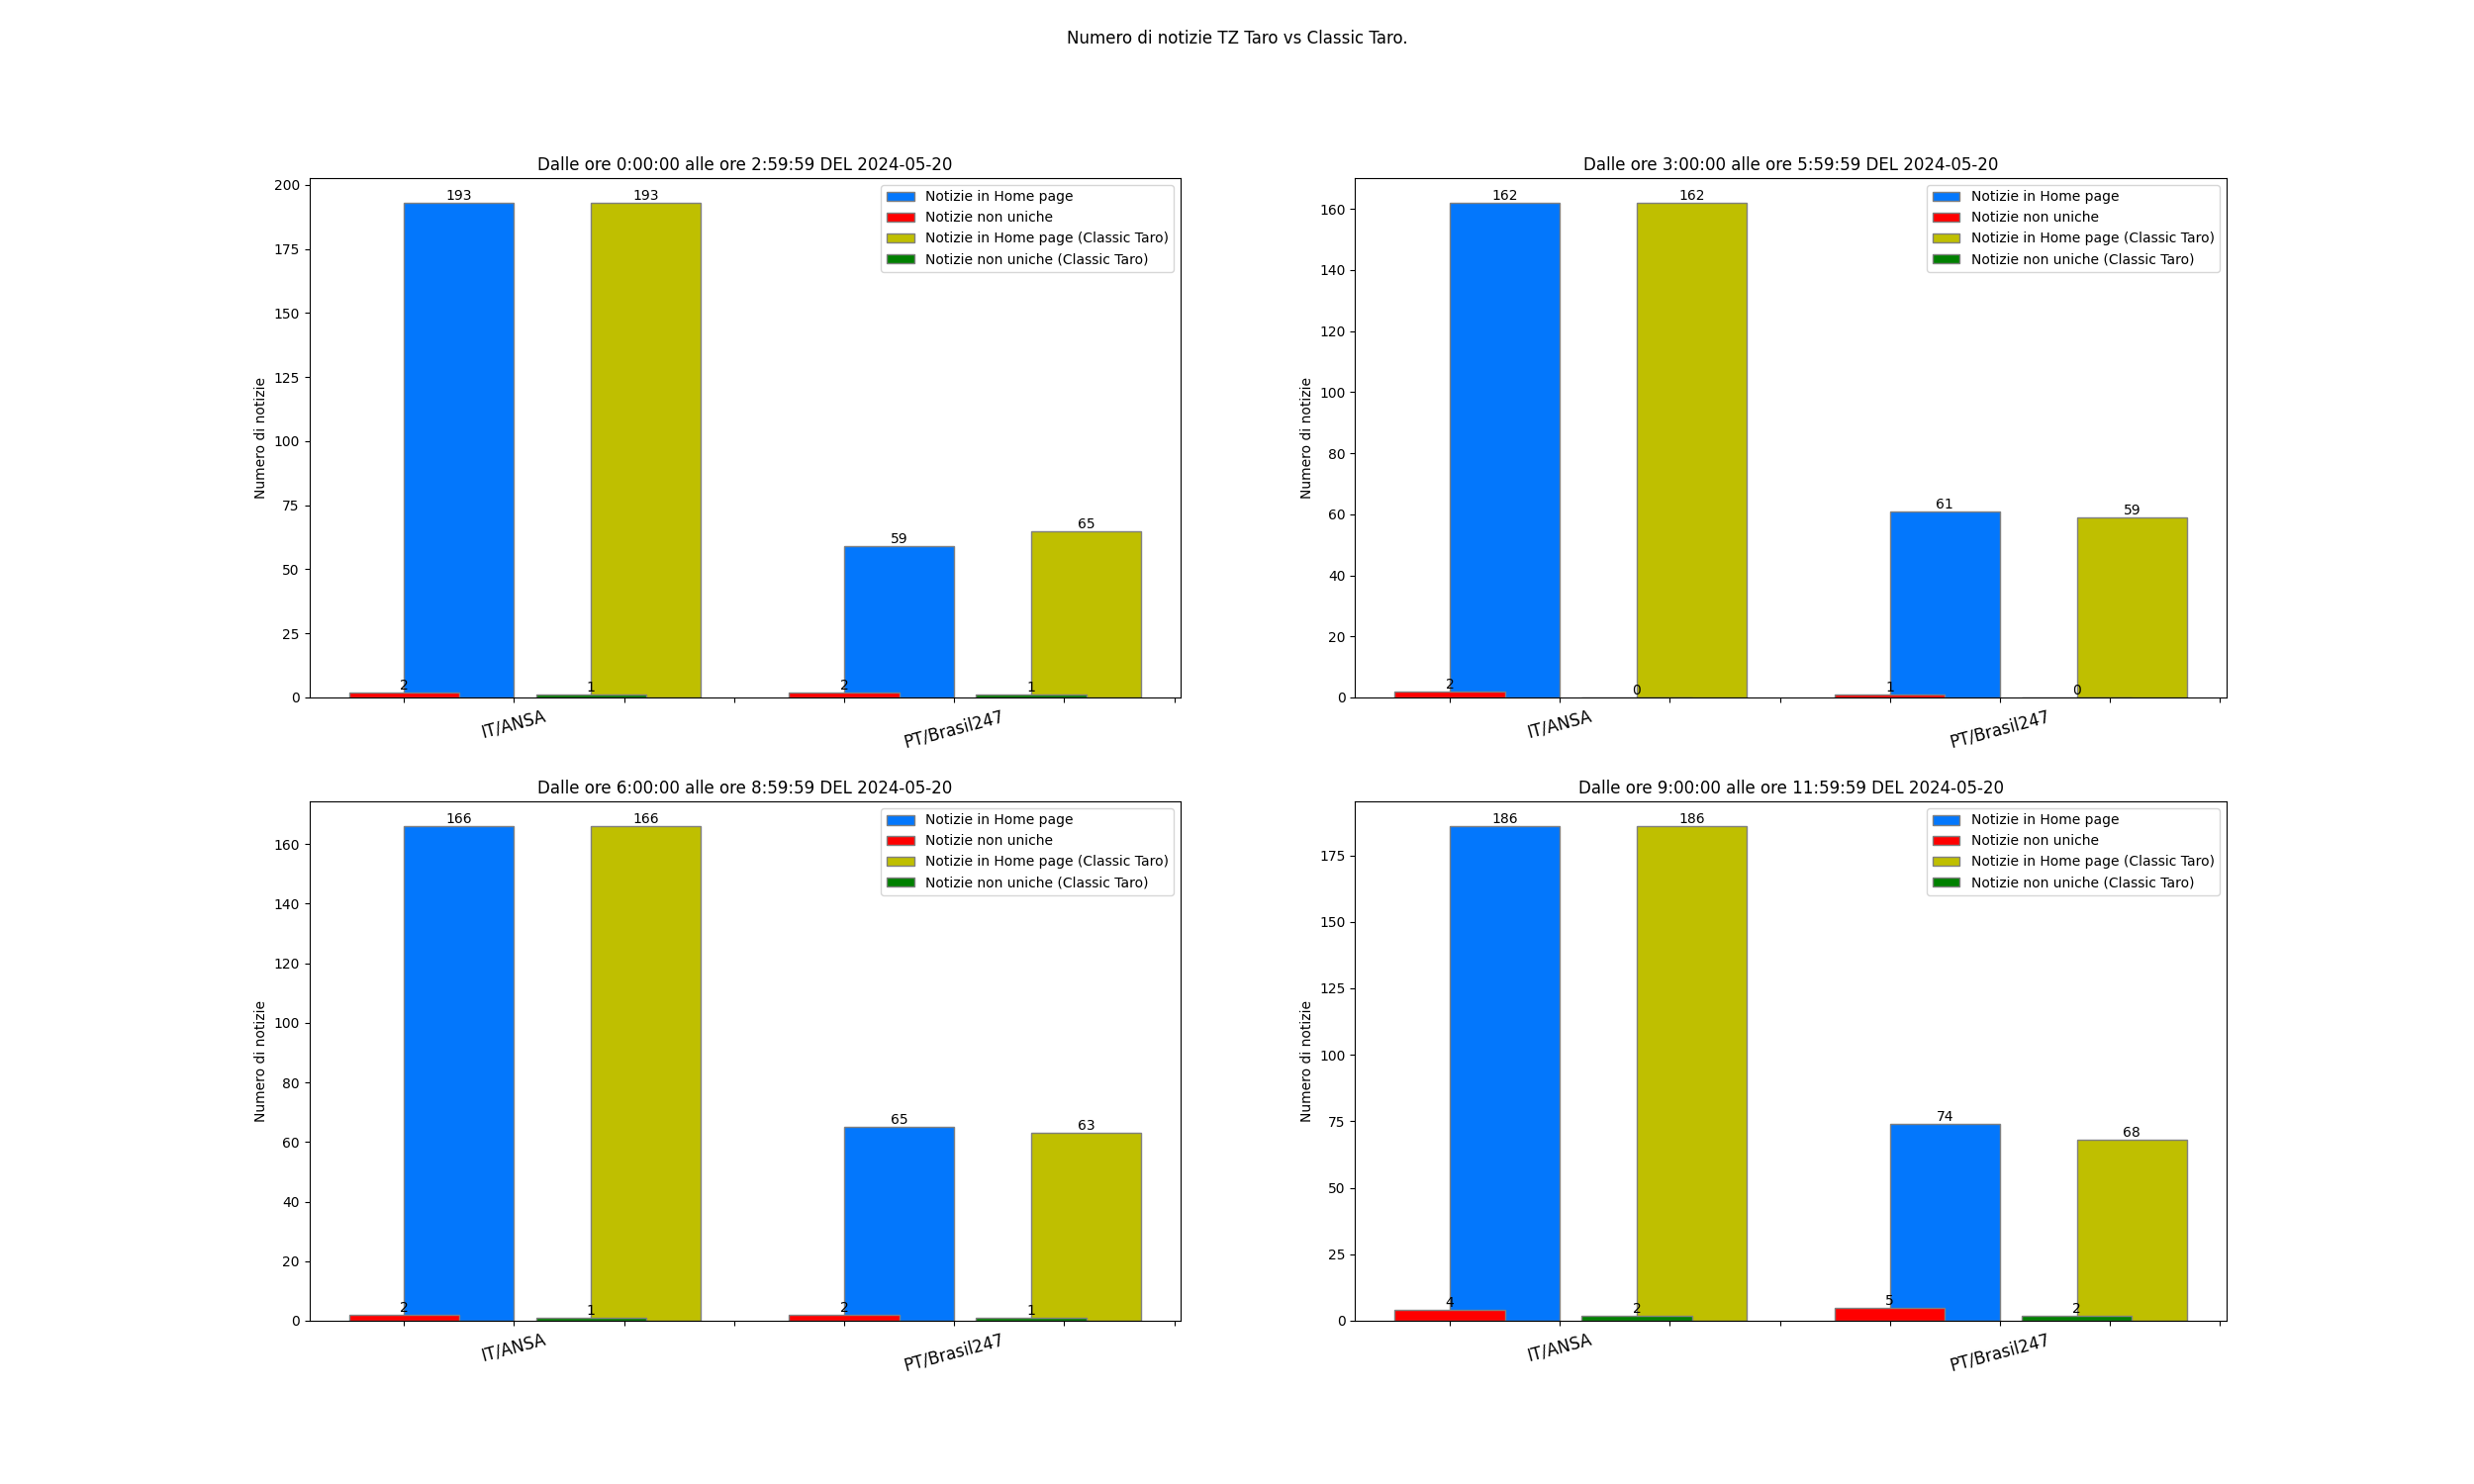 Numero di notizie TZ Taro vs Classic Taro.
Dalle ore 0:00:00 alle ore 2:59:59 DEL 2024-05-20
Numero di notizie
200
175
150
125
100
75
50
25
0
193
193
59
65
2
1
2
1
Notizie in Home page
Notizie non uniche
Notizie in Home page (Classic Taro)
Notizie non uniche (Classic Taro)
IT/ANSA
PT/Brasil247
Dalle ore 3:00:00 alle ore 5:59:59 DEL 2024-05-20
Numero di notizie
160
140
120
100
80
60
40
20
0
162
162
61
59
2
0
1
0
Notizie in Home page
Notizie non uniche
Notizie in Home page (Classic Taro)
Notizie non uniche (Classic Taro)
IT/ANSA
PT/Brasil247
Dalle ore 6:00:00 alle ore 8:59:59 DEL 2024-05-20
Numero di notizie
160
140
120
100
80
60
40
20
0
166
166
65
63
2
1
2
1
Notizie in Home page
Notizie non uniche
Notizie in Home page (Classic Taro)
Notizie non uniche (Classic Taro)
IT/ANSA
PT/Brasil247
Dalle ore 9:00:00 alle ore 11:59:59 DEL 2024-05-20
Numero di notizie
175
150
125
100
75
50
25
0
186
186
74
68
4
2
5
2
Notizie in Home page
Notizie non uniche
Notizie in Home page (Classic Taro)
Notizie non uniche (Classic Taro)
IT/ANSA
PT/Brasil247